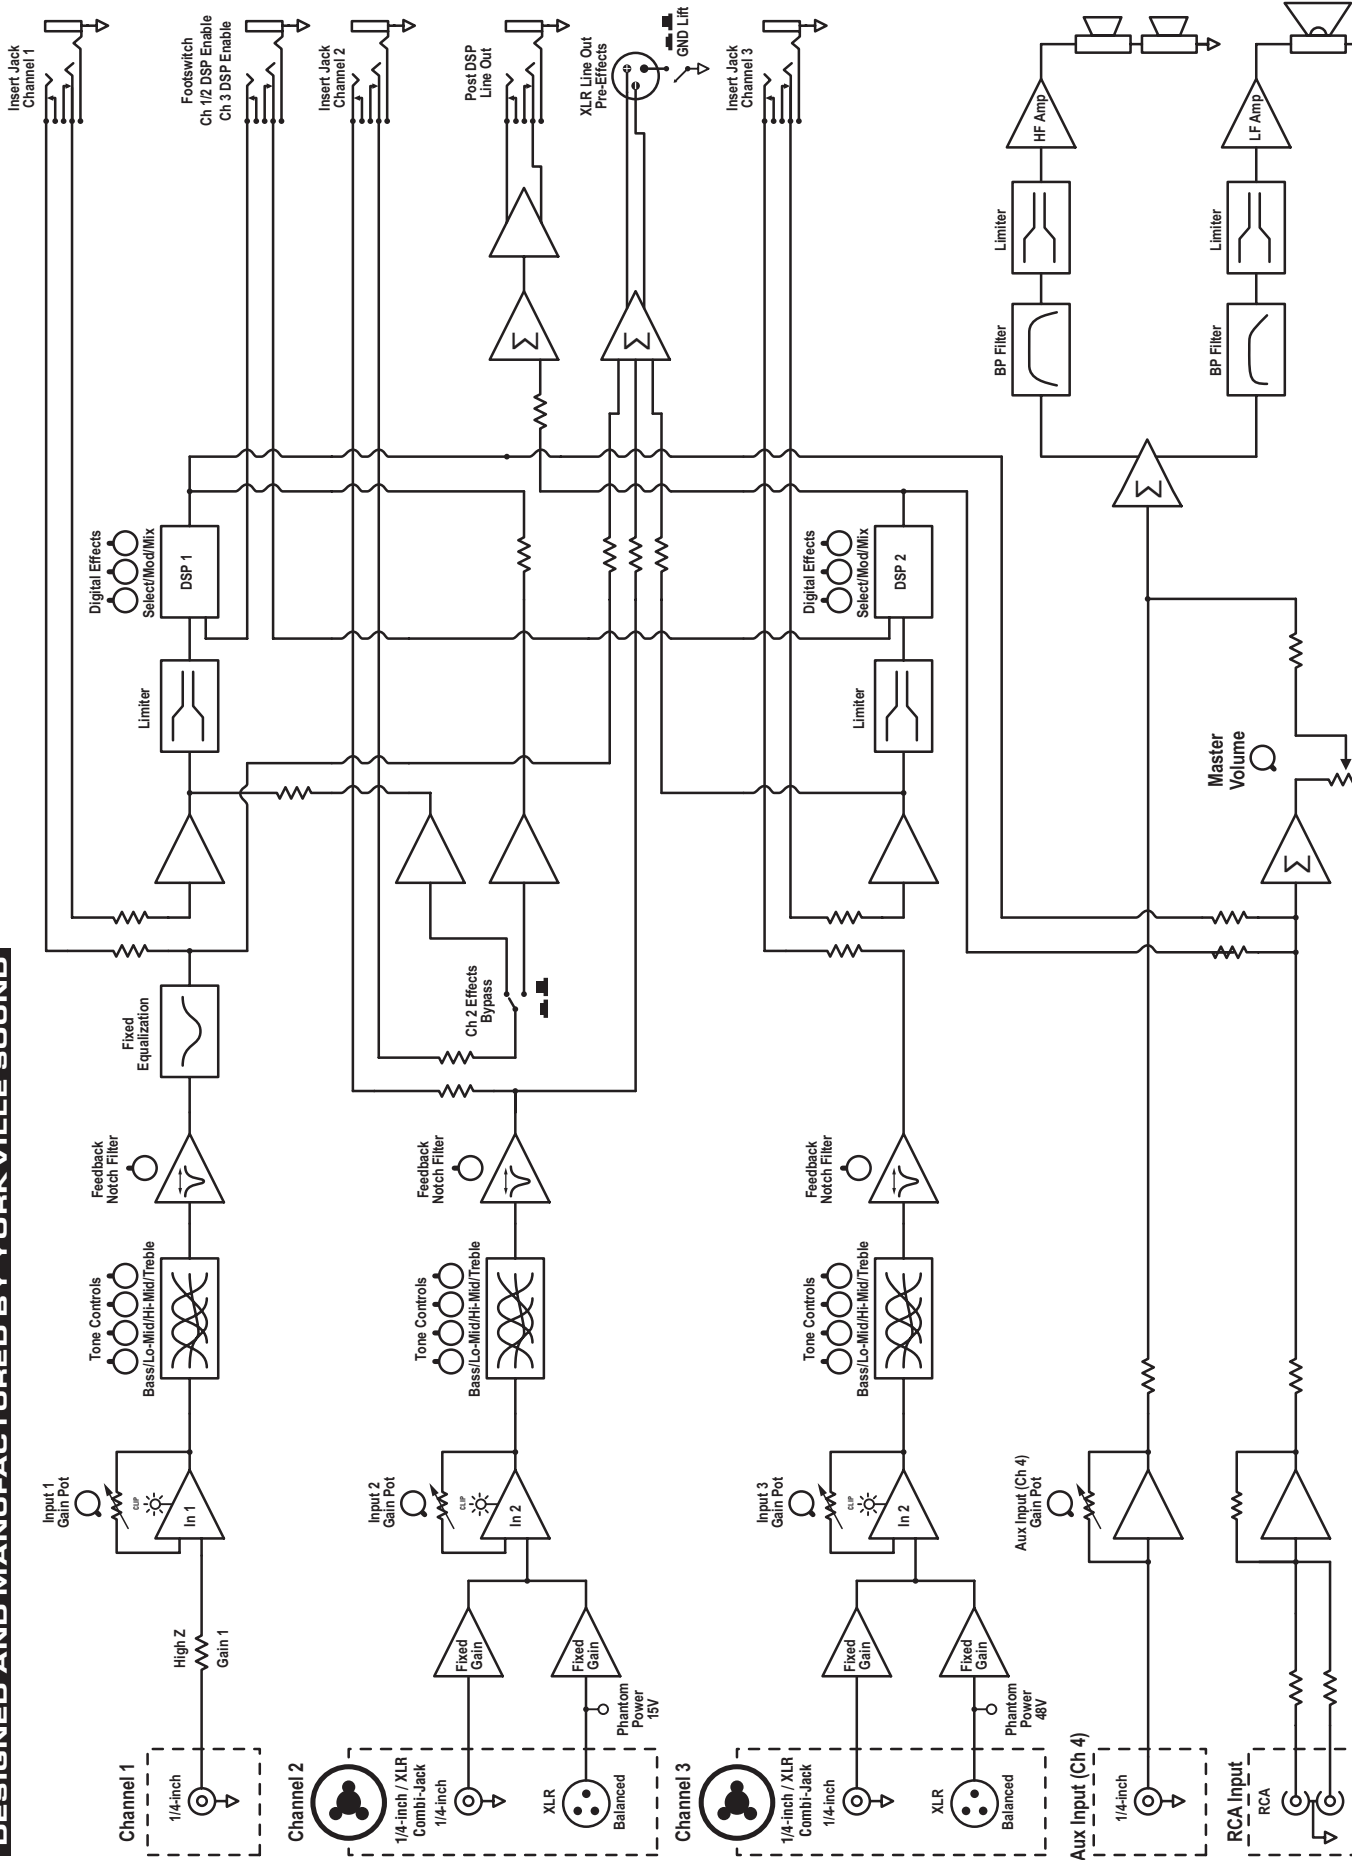 DESIGNED AND MANUFACTURED BY YORKVILLE SOUND
Channel 1
1/4-inch
High Z
Gain 1
Input 1
Gain Pot
CLIP
In 1
Tone Controls
Bass/Lo-Mid/Hi-Mid/Treble
Feedback
Notch Filter
Fixed
Equalization
Limiter
Digital Effects
Select/Mod/Mix
DSP 1
Insert Jack
Channel 1
Footswitch
Ch 1/2 DSP Enable
Ch 3 DSP Enable
Channel 2
1/4-inch / XLR
Combi-Jack
1/4-inch
XLR
Balanced
Phantom
Power
15V
Fixed
Gain
Fixed
Gain
Input 2
Gain Pot
CLIP
In 2
Tone Controls
Bass/Lo-Mid/Hi-Mid/Treble
Feedback
Notch Filter
Ch 2 Effects
Bypass
Insert Jack
Channel 2
Post DSP
Line Out
Σ
XLR Line Out
Pre-Effects
Σ
GND Lift
Channel 3
1/4-inch / XLR
Combi-Jack
1/4-inch
XLR
Balanced
Phantom
Power
48V
Fixed
Gain
Fixed
Gain
Input 3
Gain Pot
CLIP
In 2
Tone Controls
Bass/Lo-Mid/Hi-Mid/Treble
Feedback
Notch Filter
Limiter
Digital Effects
Select/Mod/Mix
DSP 2
Insert Jack
Channel 3
Aux Input (Ch 4)
1/4-inch
Aux Input (Ch 4)
Gain Pot
Σ
BP Filter
Limiter
HF Amp
RCA Input
RCA
Σ
Master
Volume
BP Filter
Limiter
LF Amp